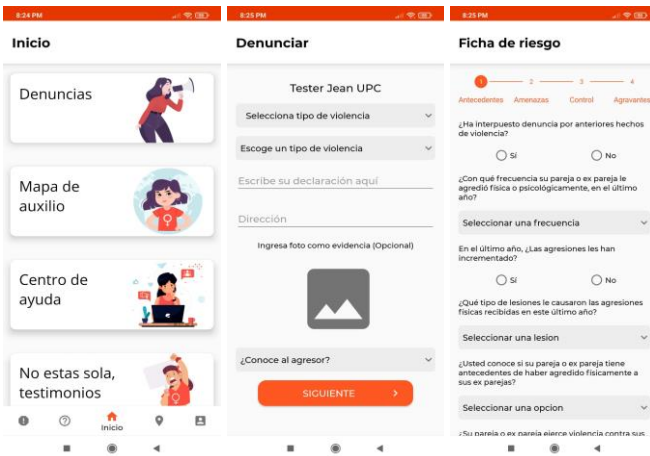 8:24 PM
Inicio
Denuncias
Mapa de
auxilio
Centro de
ayuda
No estas sola,
testimonios
Inicio
8:25 PM
Denunciar
Tester Jean UPC
Selecciona tipo de violencia
Escoge un tipo de violencia
Escribe su declaración aquí
Dirección
Ingresa foto como evidencia (Opcional)
¿Conoce al agresor?
SIGUIENTE
8:25 PM
Ficha de riesgo
1 2 3 4
Antecedentes Amenazas Control Agravantes
¿Ha interpuesto denuncia por anteriores hechos
de violencia?
Sí No
¿Con qué frecuencia su pareja o ex pareja le
agredió física o psicológicamente, en el último
año?
Seleccionar una frecuencia
En el último año, ¿Las agresiones les han
incrementado?
Sí No
¿Qué tipo de lesiones le causaron las agresiones
físicas recibidas en este último año?
Seleccionar una lesion
¿Usted conoce si su pareja o ex pareja tiene
antecedentes de haber agredido físicamente a
sus ex parejas?
Seleccionar una opcion
¿Su pareja o ex pareja ejerce violencia contra sus